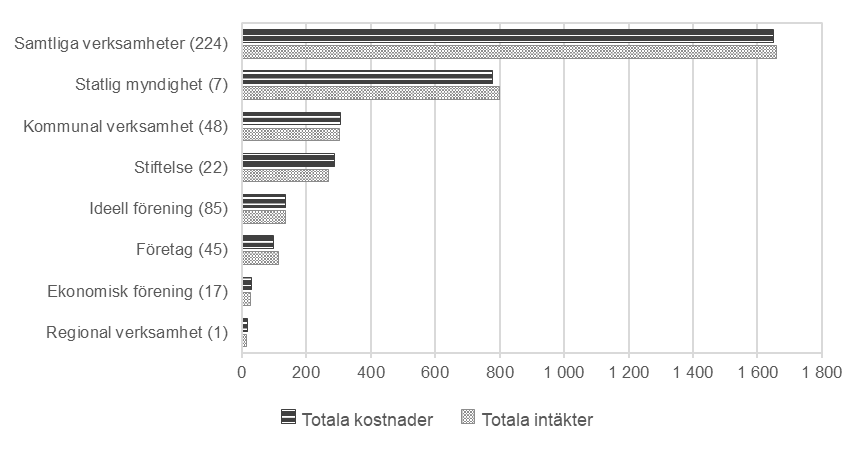 Samtliga verksamheter (224)
Statlig myndighet (7)
Kommunal verksamhet (48)
Stiftelse (22)
Ideell förening (85)
Företag (45)
Ekonomisk förening (17)
Regional verksamhet (1)
0 200 400 600 800 1 000 1 200 1 400 1 600 1 800
Totala kostnader Totala intäkter